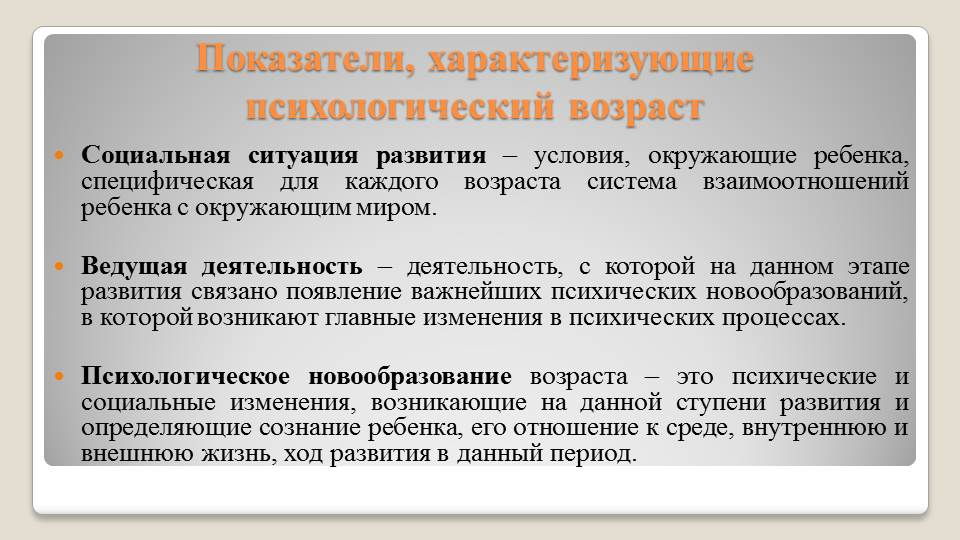 Показатели, характеризующие
психологический возраст
• Социальная ситуация развития – условия, окружающие ребенка,
специфическая для каждого возраста система взаимоотношений
ребенка с окружающим миром.
• Ведущая деятельность – деятельность, с которой на данном этапе
развития связано появление важнейших психических новообразований,
в которой возникают главные изменения в психических процессах.
• Психологическое новообразование возраста – это психические и
социальные изменения, возникающие на данной ступени развития и
определяющие сознание ребенка, его отношение к среде, внутреннюю и
внешнюю жизнь, ход развития в данный период.